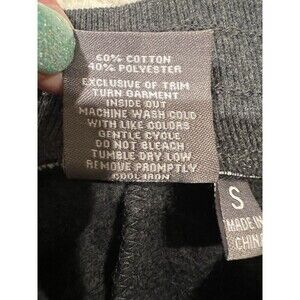 60% COTTON
40% POLYESTER
EXCLUSIVE OF TRIM
TURN GARMENT
INSIDE OUT
MACHINE WASH COLD
WITH LIKE COLORS
GENTLE CYCLE
DO NOT BLEACH
TUMBLE DRY LOW
REMOVE PROMPTLY
COOL IRON
S
MADE IN
CHINA